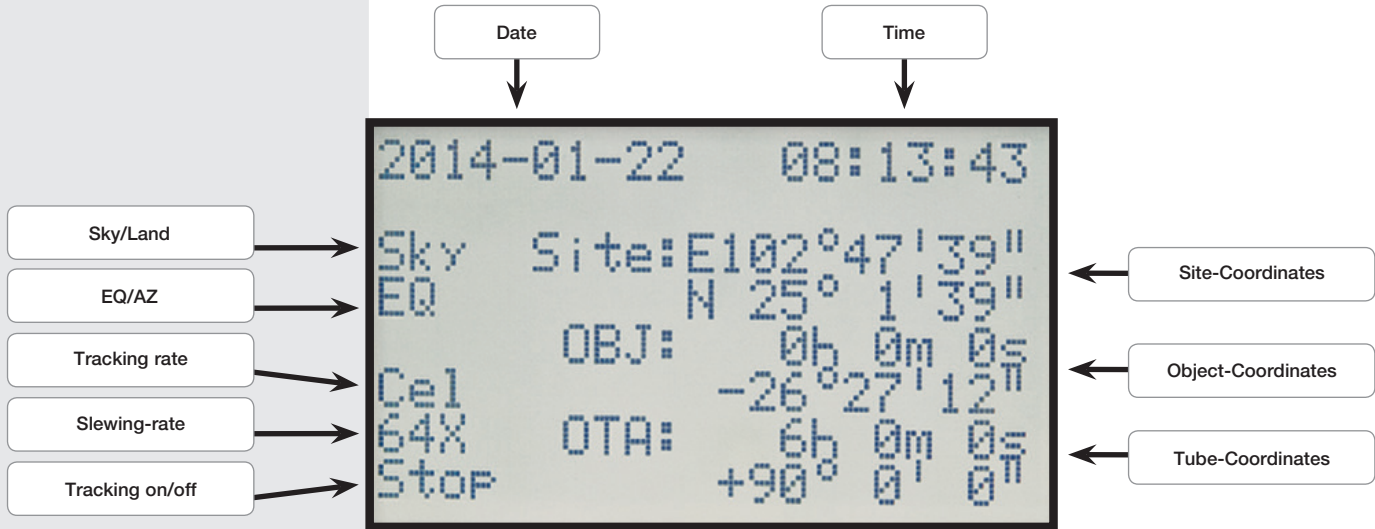 Date
Time
2014-01-22 08:13:43
Sky/Land
Sky Site:E102°47'39"
Site-Coordinates
EQ/AZ
EQ N 25° 1'39"
Tracking rate
OBJ: 0h 0m 0s
Object-Coordinates
Cel -26°27'12"
Slewing-rate
64X OTA: 6h 0m 0s
Tube-Coordinates
Tracking on/off
Stop +90° 0' 0"